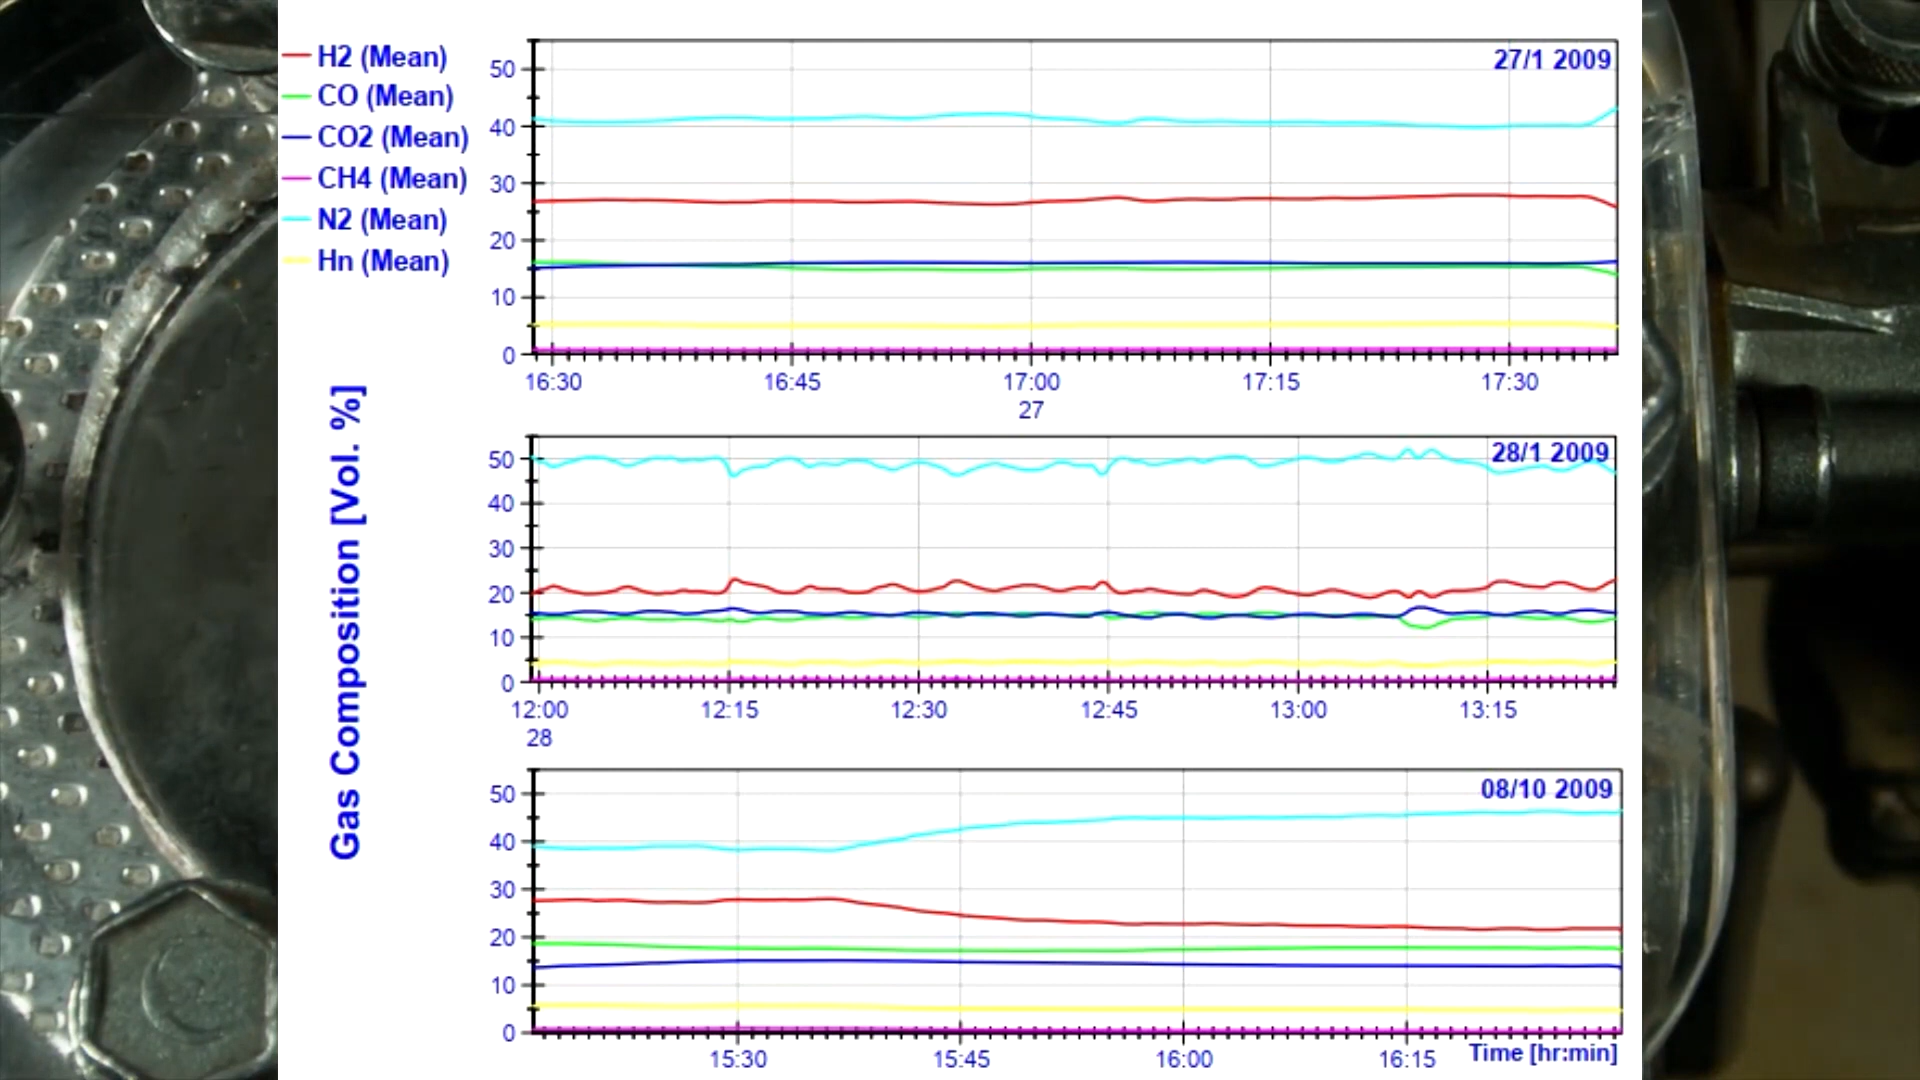 H2 (Mean)
CO (Mean)
CO2 (Mean)
CH4 (Mean)
N2 (Mean)
Hn (Mean)
Gas Composition [Vol. %]
27/1 2009
50
40
30
20
10
0
16:30 16:45 17:00 17:15 17:30
27
28/1 2009
50
40
30
20
10
0
12:00 12:15 12:30 12:45 13:00 13:15
28
08/10 2009
50
40
30
20
10
0
15:30 15:45 16:00 16:15 Time [hr:min]